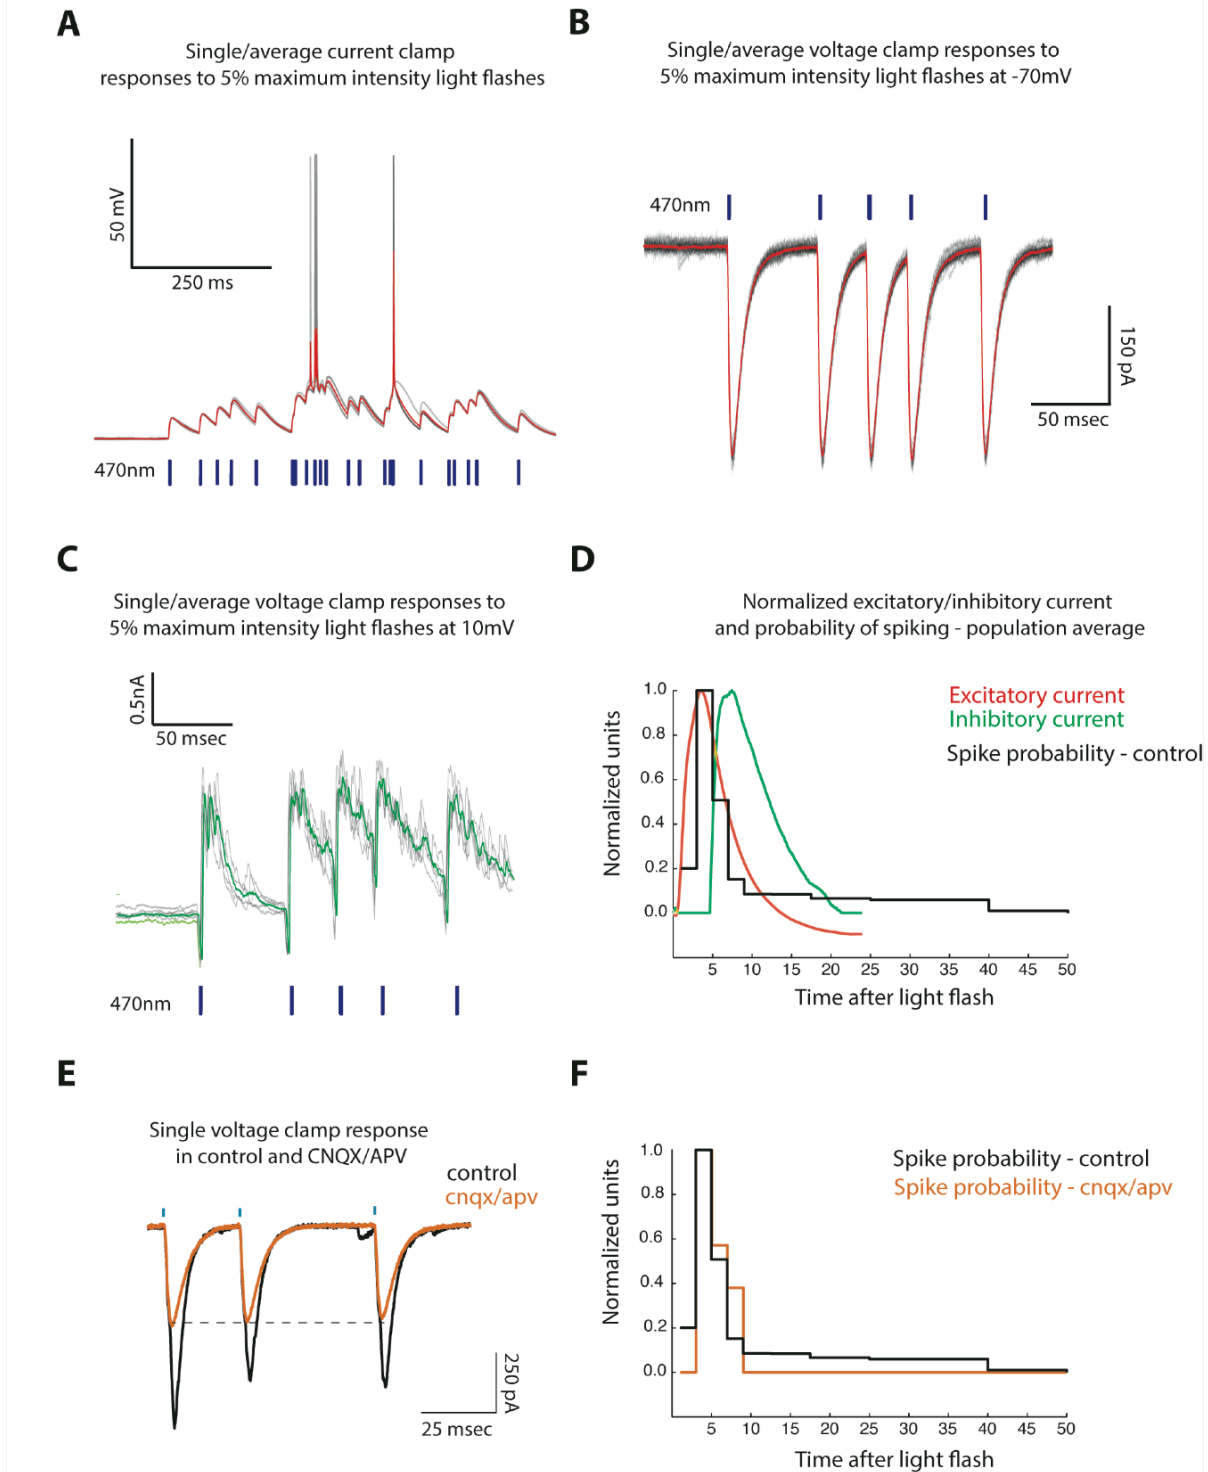 A
Single/average current clamp
responses to 5% maximum intensity light flashes
50 mV
250 ms
470nm
B
Single/average voltage clamp responses to
5% maximum intensity light flashes at -70mV
470nm
150 pA
50 msec
C
Single/average voltage clamp responses to
5% maximum intensity light flashes at 10mV
0.5nA
50 msec
470nm
D
Normalized excitatory/inhibitory current
and probability of spiking - population average
Excitatory current
Inhibitory current
Spike probability - control
Normalized units
1.0
0.8
0.6
0.4
0.2
0.0
5 10 15 20 25 30 35 40 45 50
Time after light flash
E
Single voltage clamp response
in control and CNQX/APV
control
cnqx/apv
250 pA
25 msec
F
Spike probability - control
Spike probability - cnqx/apv
Normalized units
1.0
0.8
0.6
0.4
0.2
0.0
5 10 15 20 25 30 35 40 45 50
Time after light flash